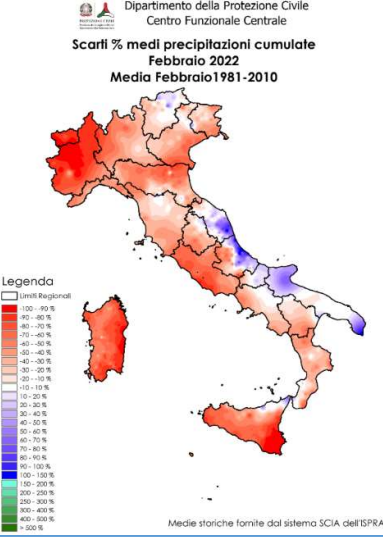 Dipartimento della Protezione Civile
Centro Funzionale Centrale
Scarti % medi precipitazioni cumulate
Febbraio 2022
Media Febbraio1981-2010
Legenda
Limiti Regionali
-100 - -90 %
-90 - -80 %
-80 - -70 %
-70 - -60 %
-60 - -50 %
-50 - -40 %
-40 - -30 %
-30 - -20 %
-20 - -10 %
-10 - 10 %
10 - 20 %
20 - 30 %
30 - 40 %
40 - 50 %
50 - 60 %
60 - 70 %
70 - 80 %
80 - 90 %
90 - 100 %
100 - 150 %
150 - 200 %
200 - 250 %
250 - 300 %
300 - 400 %
400 - 500 %
> 500 %
Medie storiche fornite dal sistema SCIA dell'ISPRA